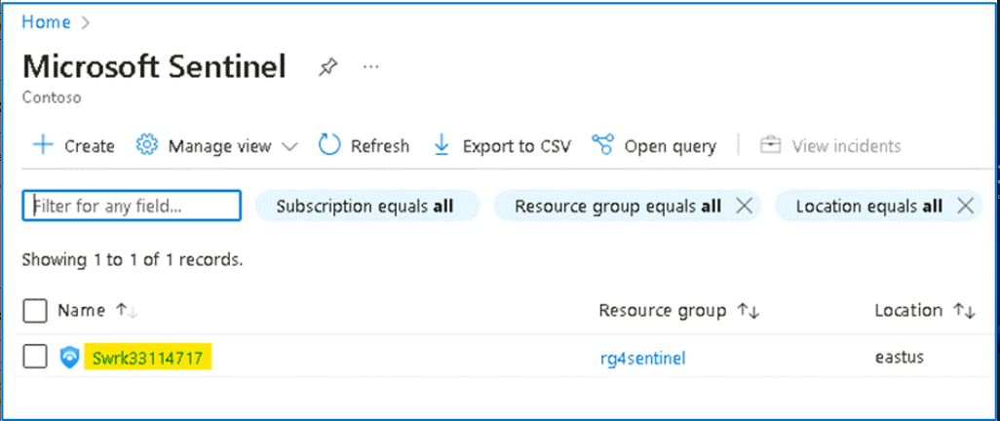 Home >
Microsoft Sentinel ...
Contoso
+ Create Manage view Refresh Export to CSV Open query View incidents
Filter for any field... Subscription equals all Resource group equals all Location equals all
Showing 1 to 1 of 1 records.
Name ↑↓ Resource group ↑↓ Location ↑↓
Swrk33114717 rg4sentinel eastus